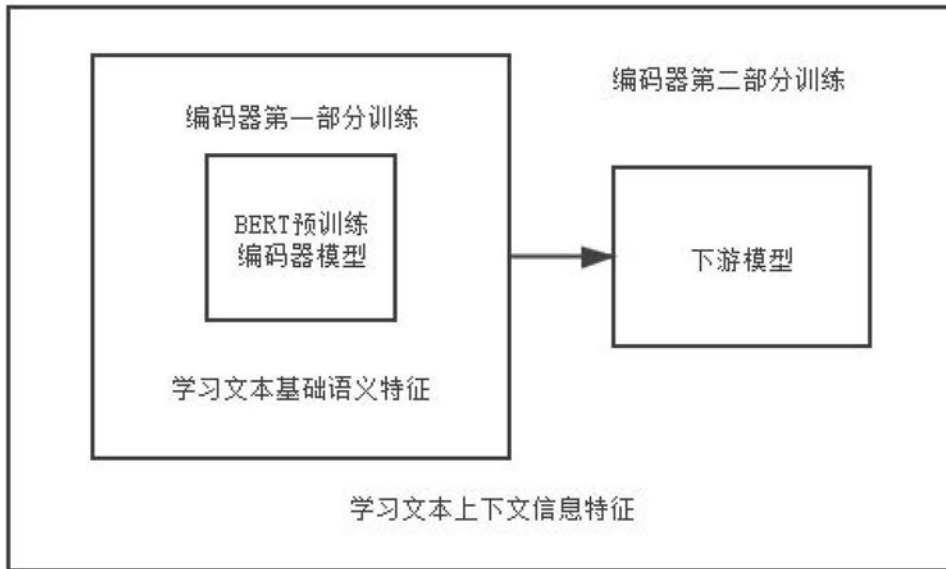 编码器第二部分训练
编码器第一部分训练
BERT预训练
编码器模型
下游模型
学习文本基础语义特征
学习文本上下文信息特征